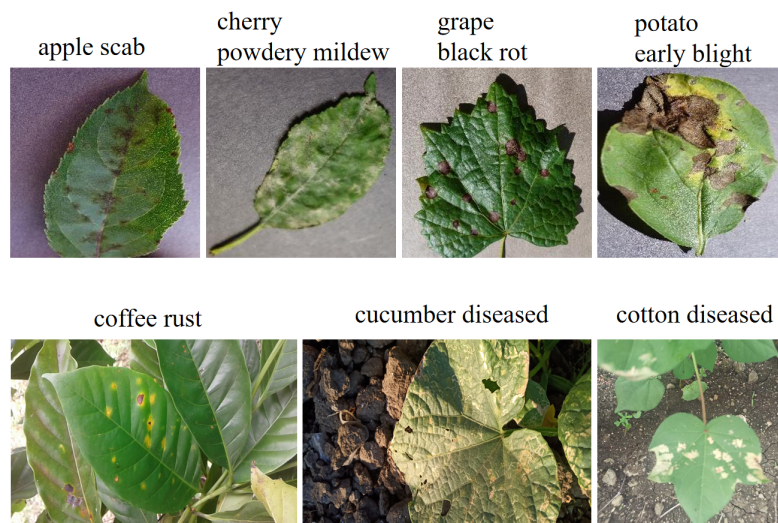 apple scab
cherry
powdery mildew
grape
black rot
potato
early blight
coffee rust
cucumber diseased
cotton diseased